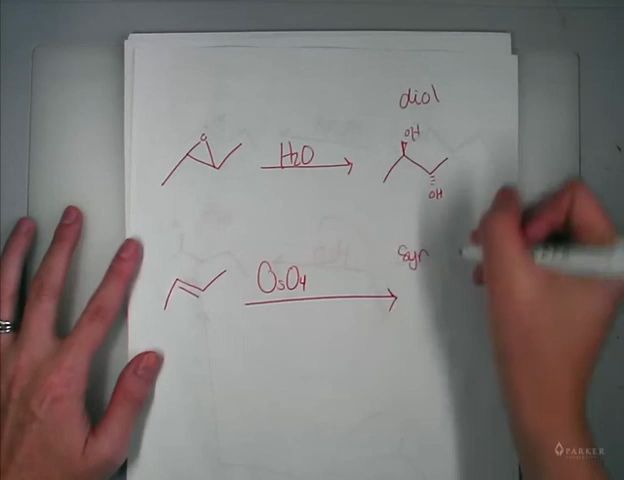 diol
O
H2O
OH
OH
OsO4
Syn
PARKER